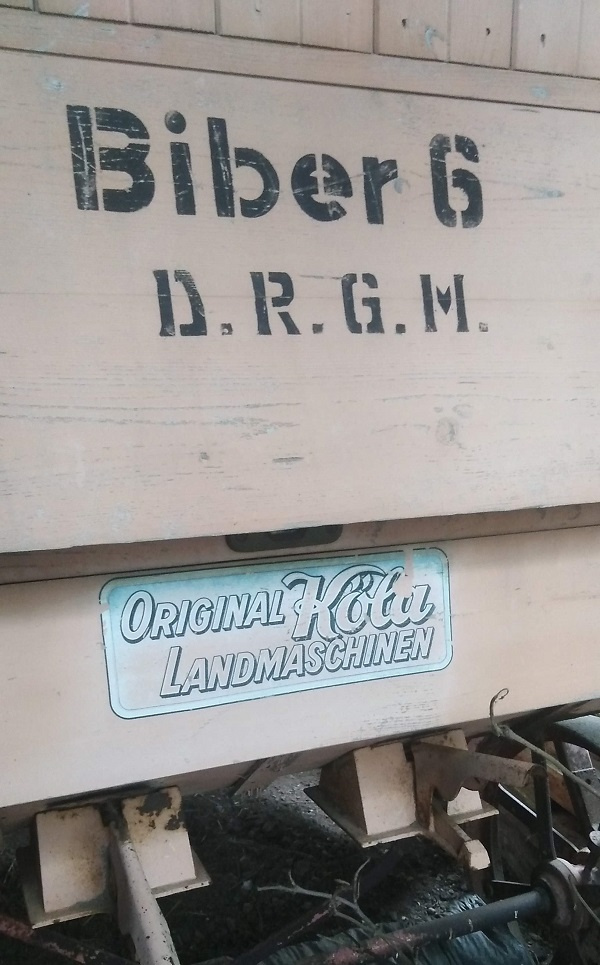 Biber 6
D.R.G.M.
ORIGINAL Köla
LANDMASCHINEN